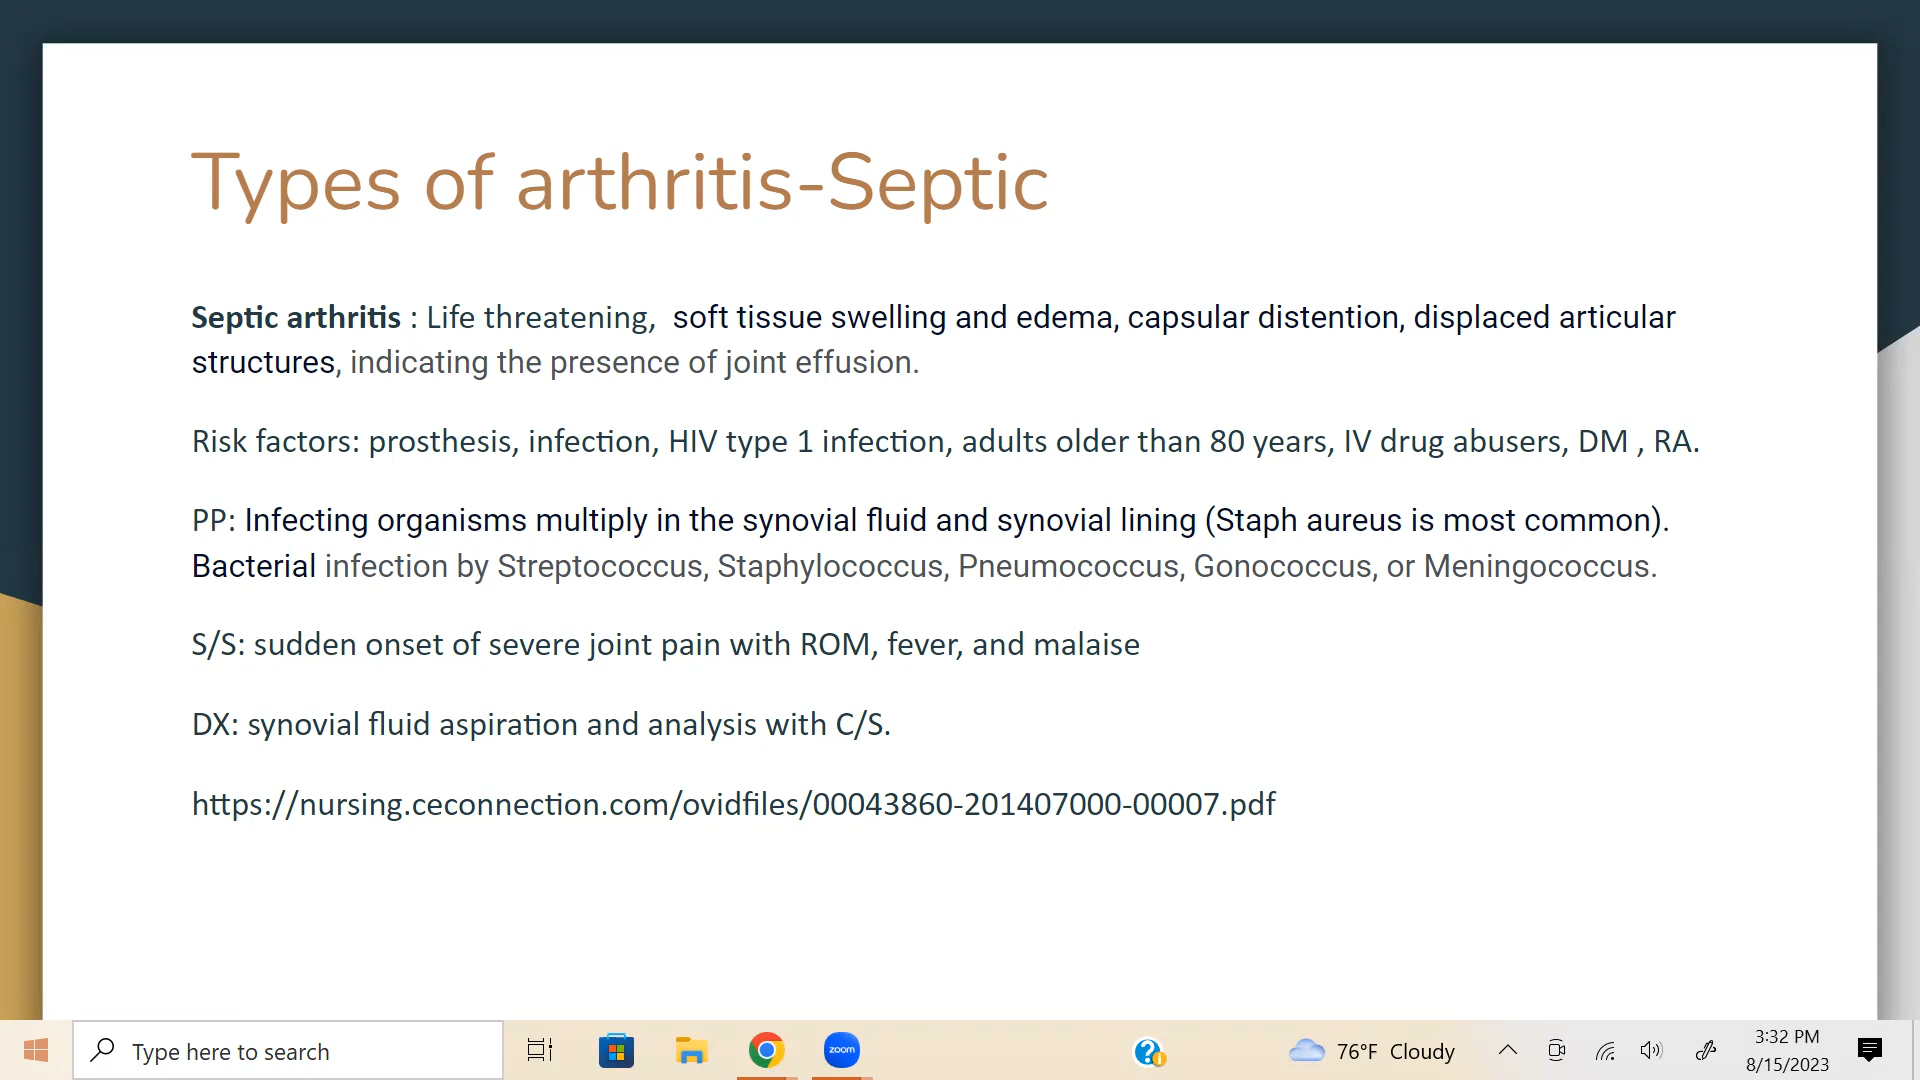 Types of arthritis-Septic
Septic arthritis : Life threatening,  soft tissue swelling and edema, capsular distention, displaced articular
structures, indicating the presence of joint effusion.
Risk factors: prosthesis, infection, HIV type 1 infection, adults older than 80 years, IV drug abusers, DM , RA.
PP: Infecting organisms multiply in the synovial fluid and synovial lining (Staph aureus is most common).
Bacterial infection by Streptococcus, Staphylococcus, Pneumococcus, Gonococcus, or Meningococcus.
S/S: sudden onset of severe joint pain with ROM, fever, and malaise
DX: synovial fluid aspiration and analysis with C/S.
https://nursing.ceconnection.com/ovidfiles/00043860-201407000-00007.pdf
Type here to search
zoom
76°F Cloudy
3:32 PM
8/15/2023